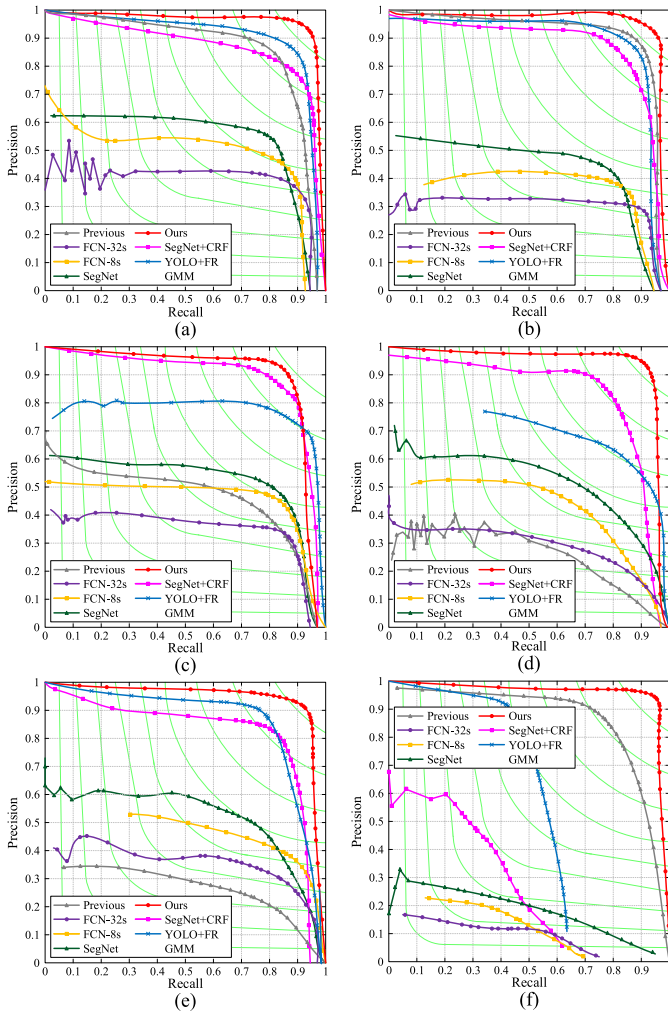 1
0.9
0.8
0.7
0.6
0.5
0.4
0.3
0.2
0.1
0
Precision
Previous
FCN-32s
FCN-8s
SegNet
Ours
SegNet+CRF
YOLO+FR
GMM
0 0.1 0.2 0.3 0.4 0.5 0.6 0.7 0.8 0.9 1
Recall
(a)
1
0.9
0.8
0.7
0.6
0.5
0.4
0.3
0.2
0.1
0
Precision
Previous
FCN-32s
FCN-8s
SegNet
Ours
SegNet+CRF
YOLO+FR
GMM
0 0.1 0.2 0.3 0.4 0.5 0.6 0.7 0.8 0.9
Recall
(b)
1
0.9
0.8
0.7
0.6
0.5
0.4
0.3
0.2
0.1
0
Precision
Previous
FCN-32s
FCN-8s
SegNet
Ours
SegNet+CRF
YOLO+FR
GMM
0 0.1 0.2 0.3 0.4 0.5 0.6 0.7 0.8 0.9 1
Recall
(c)
1
0.9
0.8
0.7
0.6
0.5
0.4
0.3
0.2
0.1
0
Precision
Previous
FCN-32s
FCN-8s
SegNet
Ours
SegNet+CRF
YOLO+FR
GMM
0 0.1 0.2 0.3 0.4 0.5 0.6 0.7 0.8 0.9 1
Recall
(d)
1
0.9
0.8
0.7
0.6
0.5
0.4
0.3
0.2
0.1
0
Precision
Previous
FCN-32s
FCN-8s
SegNet
Ours
SegNet+CRF
YOLO+FR
GMM
0 0.1 0.2 0.3 0.4 0.5 0.6 0.7 0.8 0.9 1
Recall
(e)
1
0.9
0.8
0.7
0.6
0.5
0.4
0.3
0.2
0.1
0
Precision
Previous
FCN-32s
FCN-8s
SegNet
Ours
SegNet+CRF
YOLO+FR
GMM
0 0.1 0.2 0.3 0.4 0.5 0.6 0.7 0.8 0.9
Recall
(f)